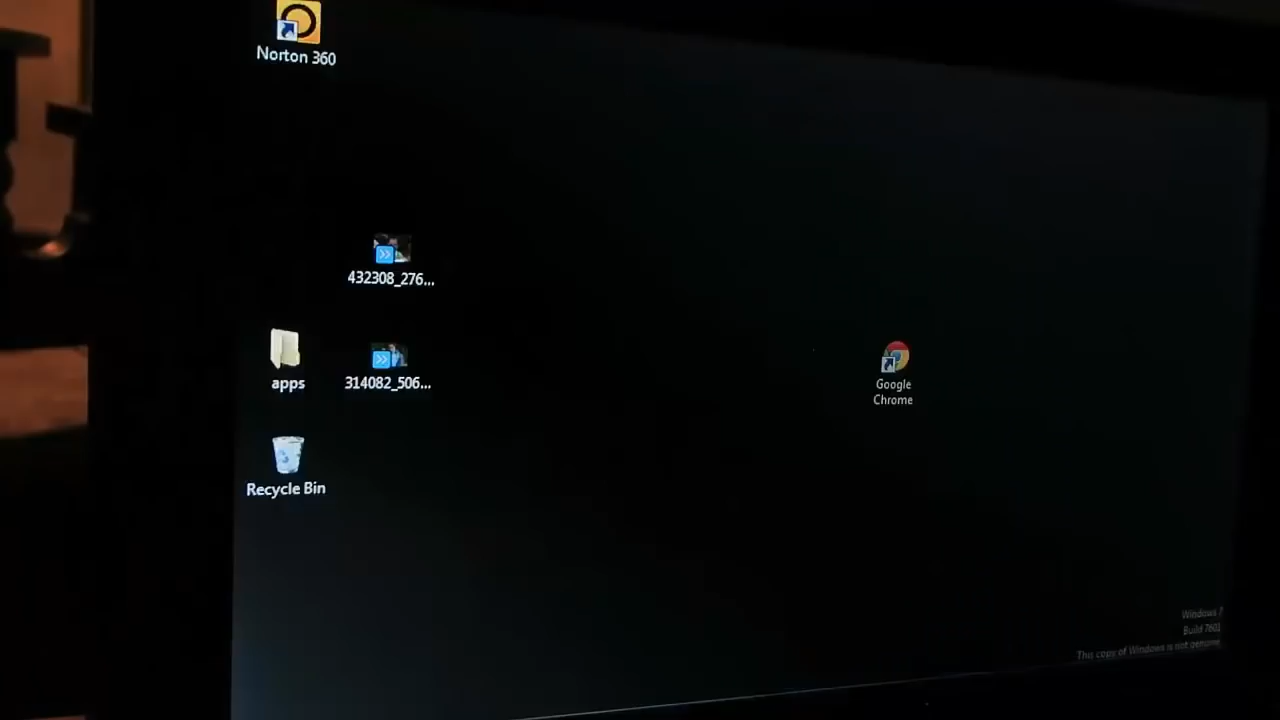 Norton 360
432308_276...
apps
314082_506...
Google
Chrome
Recycle Bin
Windows 7
Build 7601
This copy of Windows is not genuine